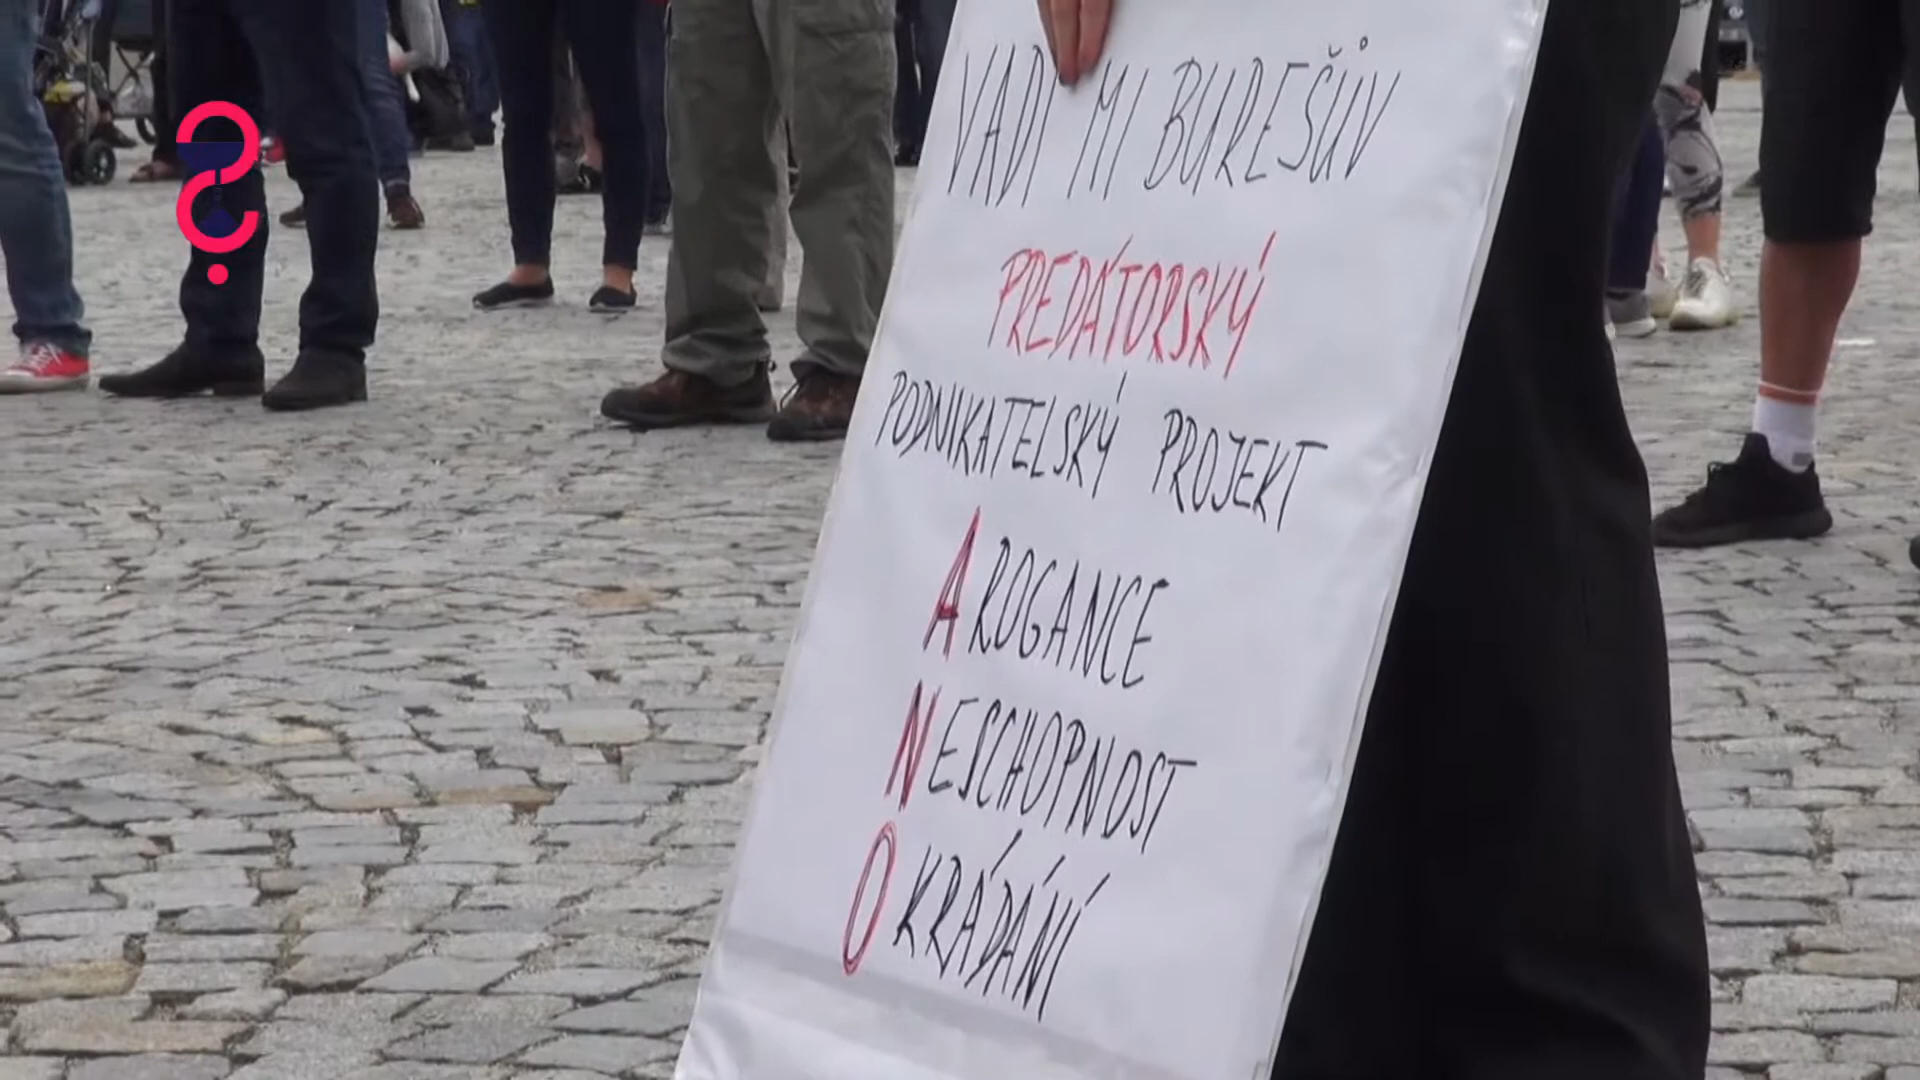 VADÍ MI BUREŠŮV
PREDÁTORSKÝ
PODNIKATELSKÝ PROJEKT
AROGANCE
NESCHOPNOST
OKRÁDÁNÍ